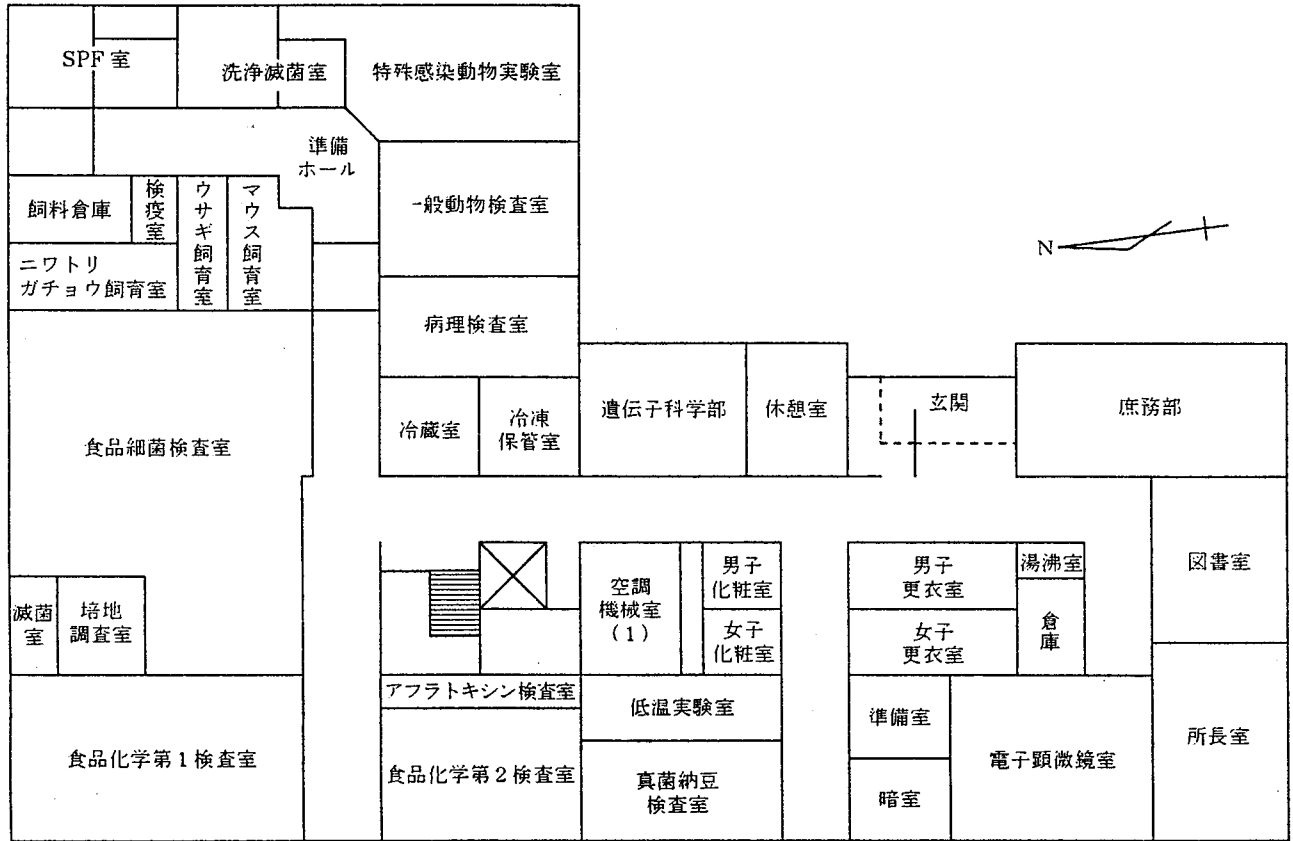 SPF室
洗浄滅菌室
特殊感染動物実験室
準備
ホール
飼料倉庫
検疫室
ウサギ飼育室
マウス飼育室
一般動物検査室
ニワトリ
ガチョウ飼育室
N
病理検査室
食品細菌検査室
冷蔵室
冷凍
保管室
遺伝子科学部
休憩室
玄関
庶務部
滅菌
室
培地
調査室
空調
機械室
(1)
男子
化粧室
女子
化粧室
男子
更衣室
女子
更衣室
湯沸室
倉庫
図書室
アフラトキシン検査室
低温実験室
準備室
食品化学第1検査室
食品化学第2検査室
真菌納豆
検査室
暗室
電子顕微鏡室
所長室